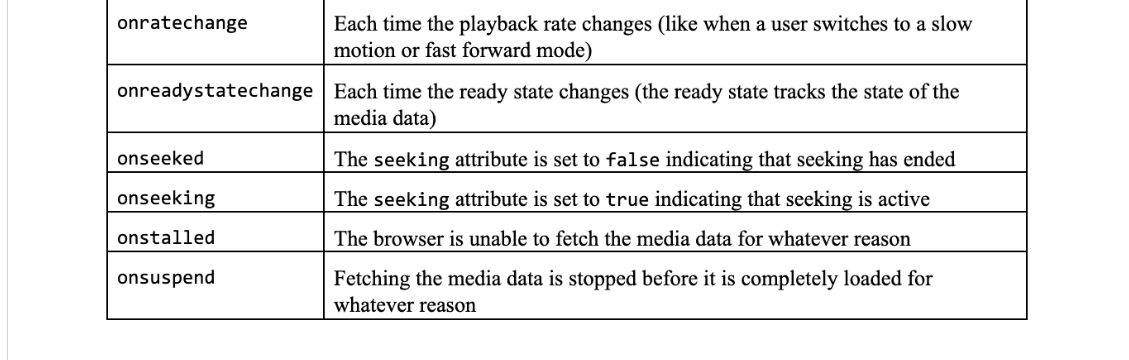 onratechange
Each time the playback rate changes (like when a user switches to a slow
motion or fast forward mode)
onreadystatechange
Each time the ready state changes (the ready state tracks the state of the
media data)
onseeked
The seeking attribute is set to false indicating that seeking has ended
onseeking
The seeking attribute is set to true indicating that seeking is active
onstalled
The browser is unable to fetch the media data for whatever reason
onsuspend
Fetching the media data is stopped before it is completely loaded for
whatever reason